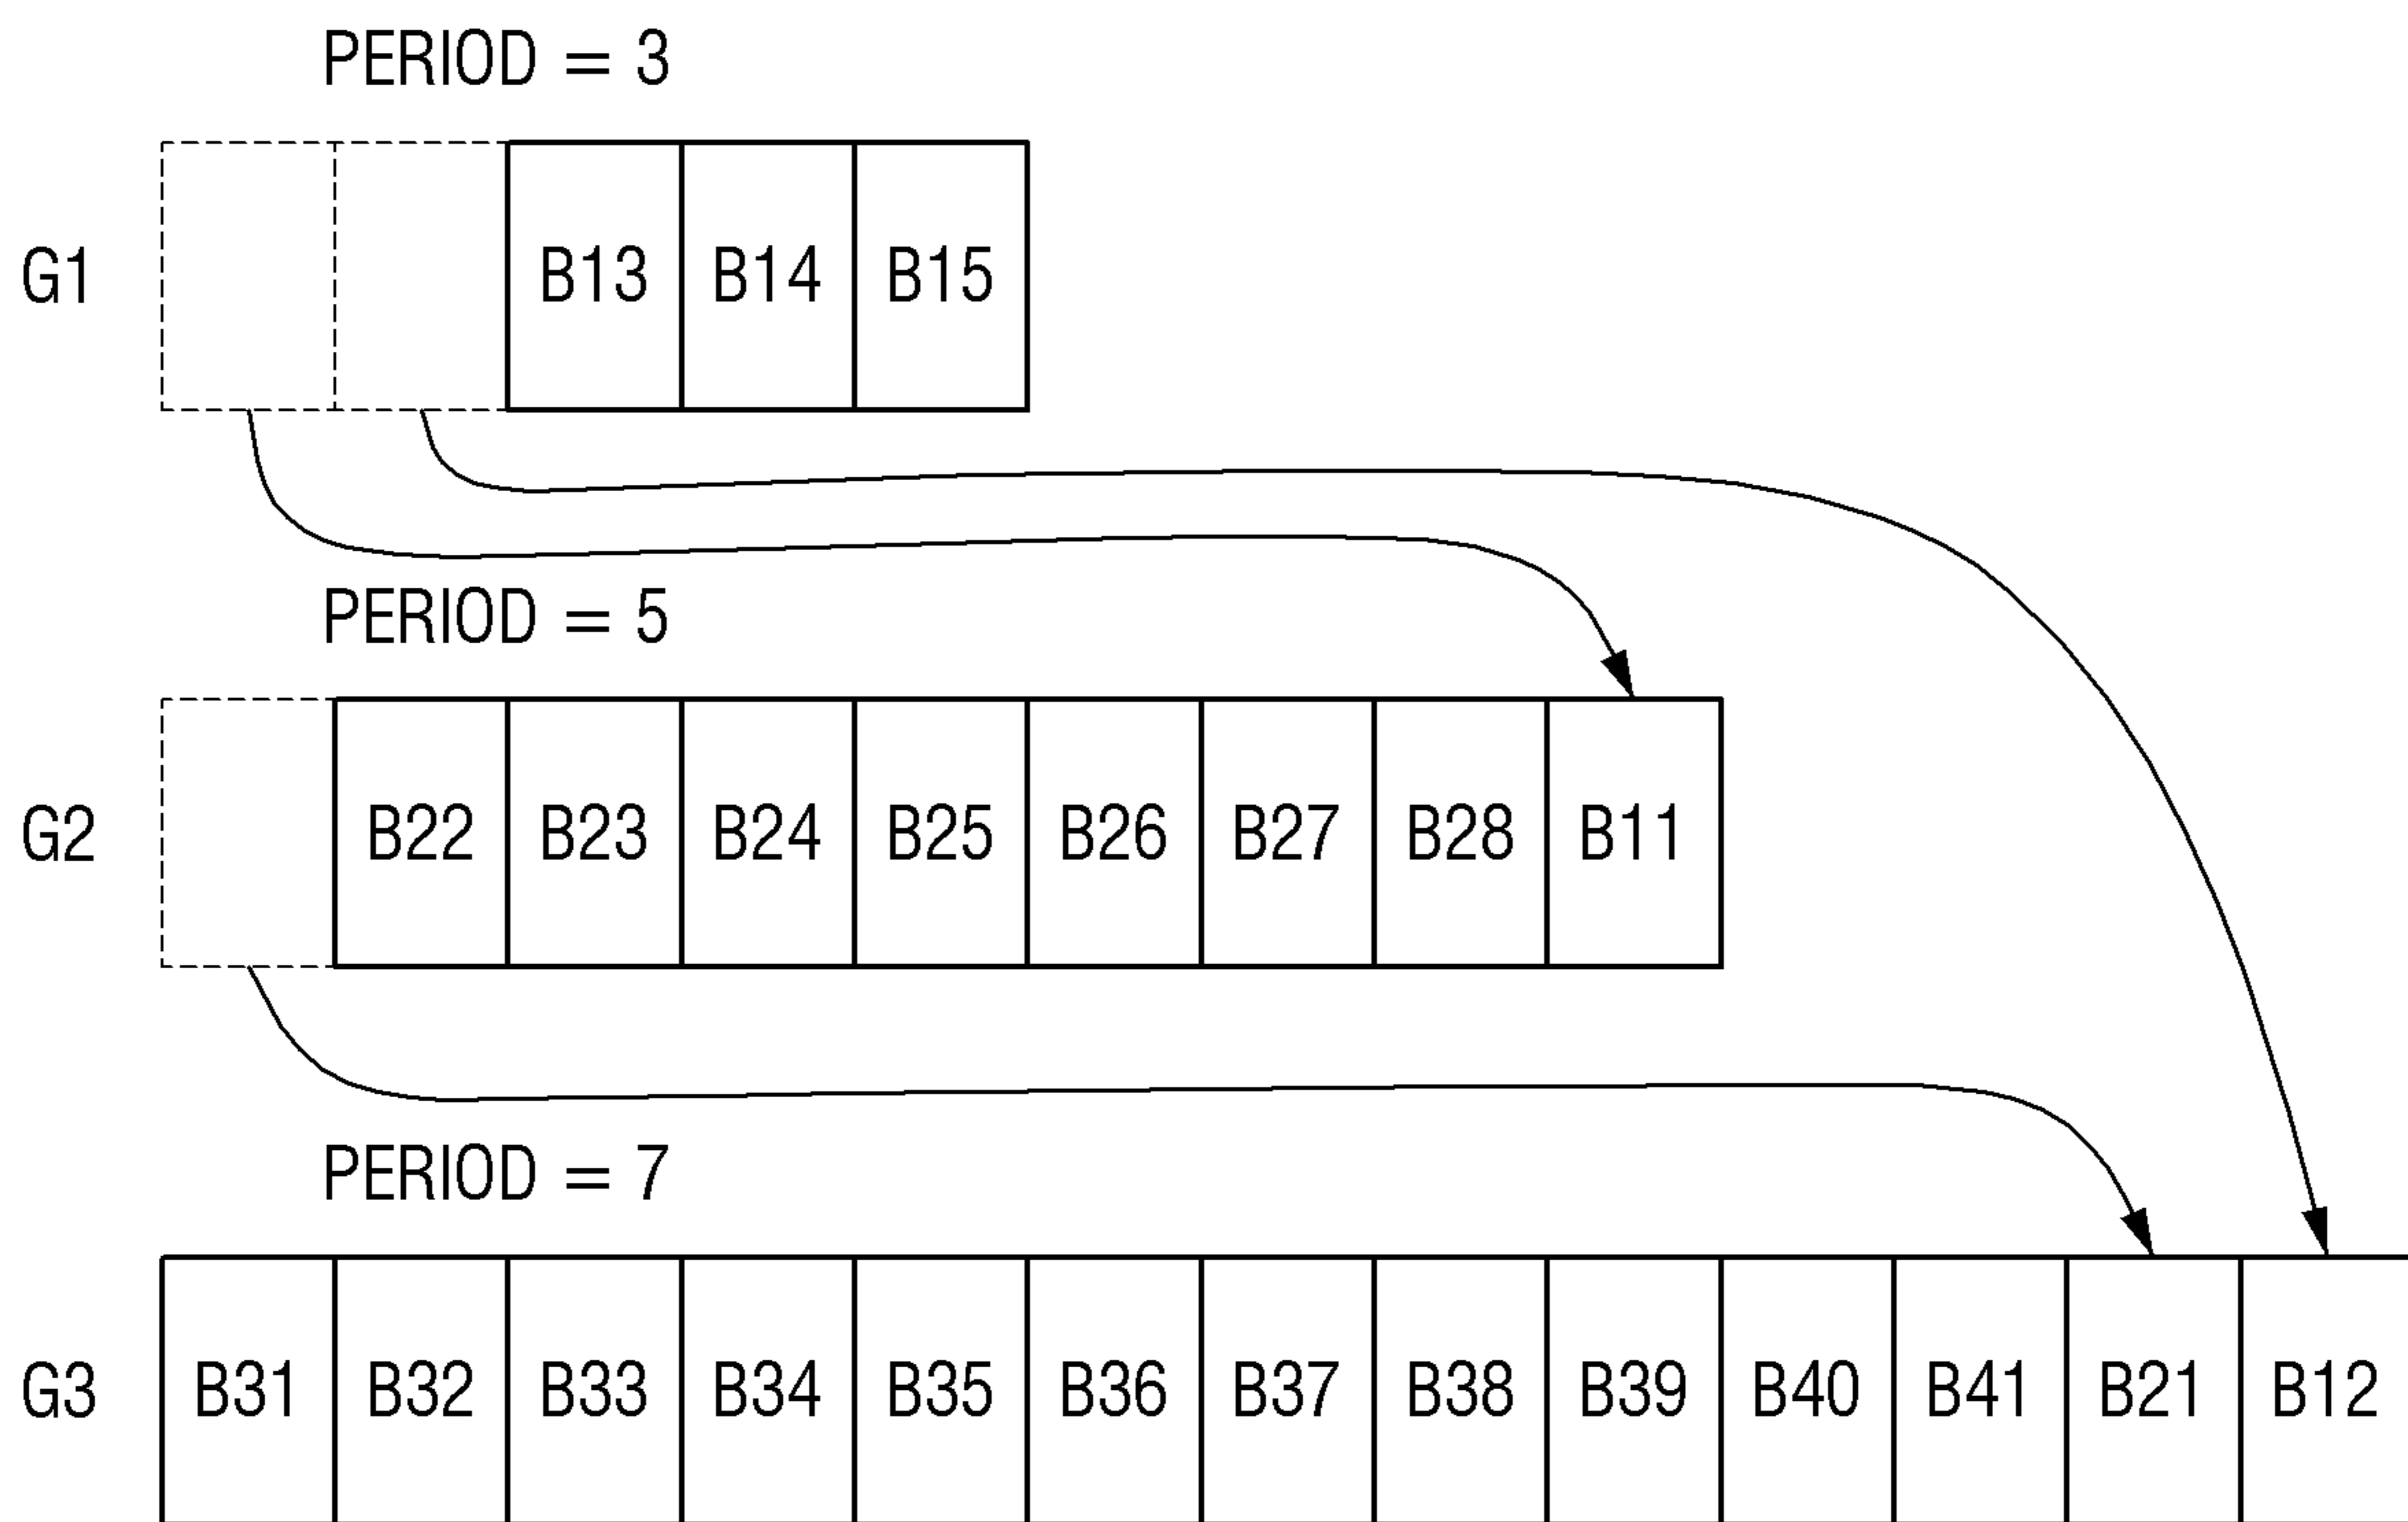 PERIOD = 3
G1 B13 B14 B15
PERIOD = 5
G2 B22 B23 B24 B25 B26 B27 B28 B11
PERIOD = 7
G3 B31 B32 B33 B34 B35 B36 B37 B38 B39 B40 B41 B21 B12